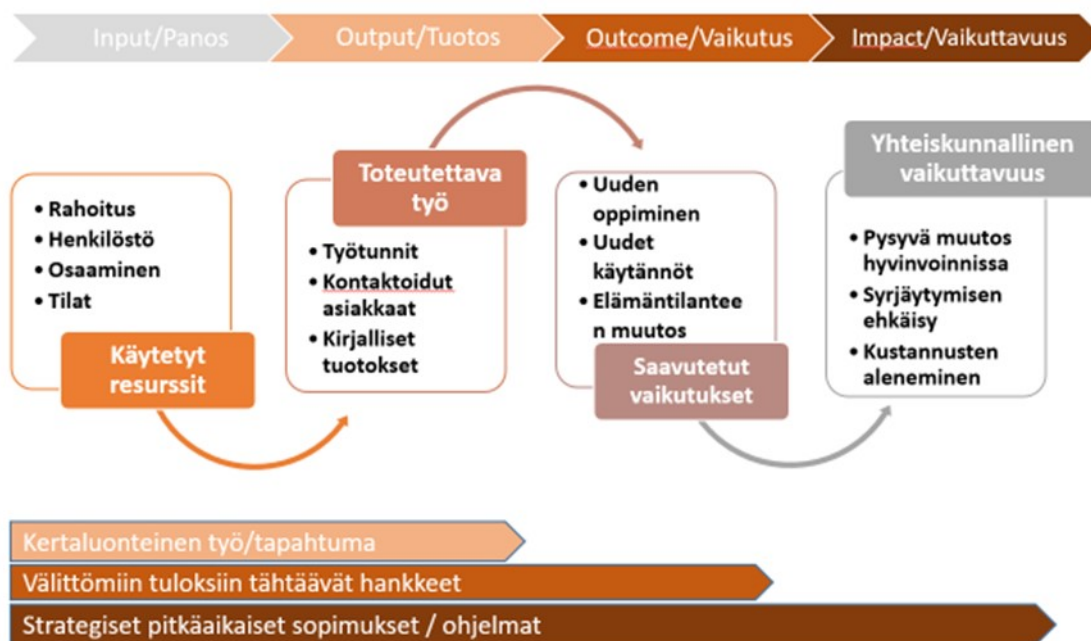 Input/Panos
Output/Tuotos
Outcome/Vaikutus
Impact/Vaikuttavuus
• Rahoitus
• Henkilöstö
• Osaaminen
• Tilat
Käytetyt
resurssit
Toteutettava
työ
• Työtunnit
• Kontaktoidut
asiakkaat
• Kirjalliset
tuotokset
• Uuden
oppiminen
• Uudet
käytännöt
• Elämäntilantee
n muutos
Saavutetut
vaikutukset
Yhteiskunnallinen
vaikuttavuus
• Pysyvä muutos
hyvinvoinnissa
• Syrjäytymisen
ehkäisy
• Kustannusten
aleneminen
Kertaluonteinen työ/tapahtuma
Välittömiin tuloksiin tähtäävät hankkeet
Strategiset pitkäaikaiset sopimukset / ohjelmat